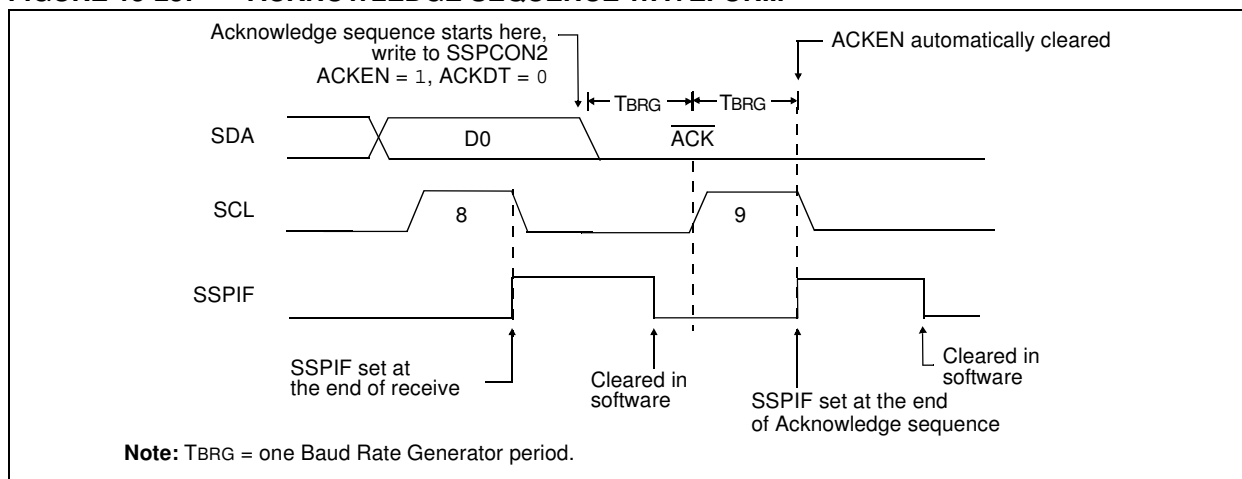 Acknowledge sequence starts here,
write to SSPCON2
ACKEN = 1, ACKDT = 0
ACKEN automatically cleared
TBRG
TBRG
SDA
D0
ACK
SCL
8
9
SSPIF
SSPIF set at
the end of receive
Cleared in
software
SSPIF set at the end
of Acknowledge sequence
Cleared in
software
Note: TBRG = one Baud Rate Generator period.